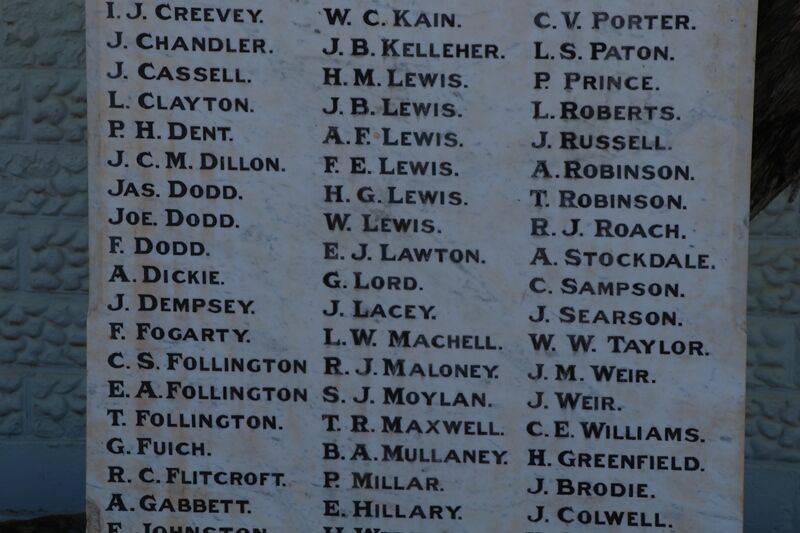 I. J. CREEVEY.
J. CHANDLER.
J. CASSELL.
L. CLAYTON.
P. H. DENT.
J. C. M. DILLON.
JAS. DODD.
JOE. DODD.
F. DODD.
A. DICKIE.
J. DEMPSEY.
F. FOGARTY.
C. S. FOLLINGTON
E. A. FOLLINGTON
T. FOLLINGTON.
G. FUICH.
R. C. FLITCROFT.
A. GABBETT.
JOHNSTON
W. C. KAIN.
J. B. KELLEHER.
H. M. LEWIS.
J. B. LEWIS.
A. F. LEWIS.
F. E. LEWIS.
H. G. LEWIS.
W. LEWIS.
E. J. LAWTON.
G. LORD.
J. LACEY.
L. W. MACHELL.
R. J. MALONEY.
S. J. MOYLAN.
T. R. MAXWELL.
B. A. MULLANEY.
P. MILLAR.
E. HILLARY.
C. V. PORTER.
L. S. PATON.
P. PRINCE.
L. ROBERTS.
J. RUSSELL.
A. ROBINSON.
T. ROBINSON.
R. J. ROACH.
A. STOCKDALE.
C. SAMPSON.
J. SEARSON.
W. W. TAYLOR.
J. M. WEIR.
J. WEIR.
C. E. WILLIAMS.
H. GREENFIELD.
J. BRODIE.
J. COLWELL.